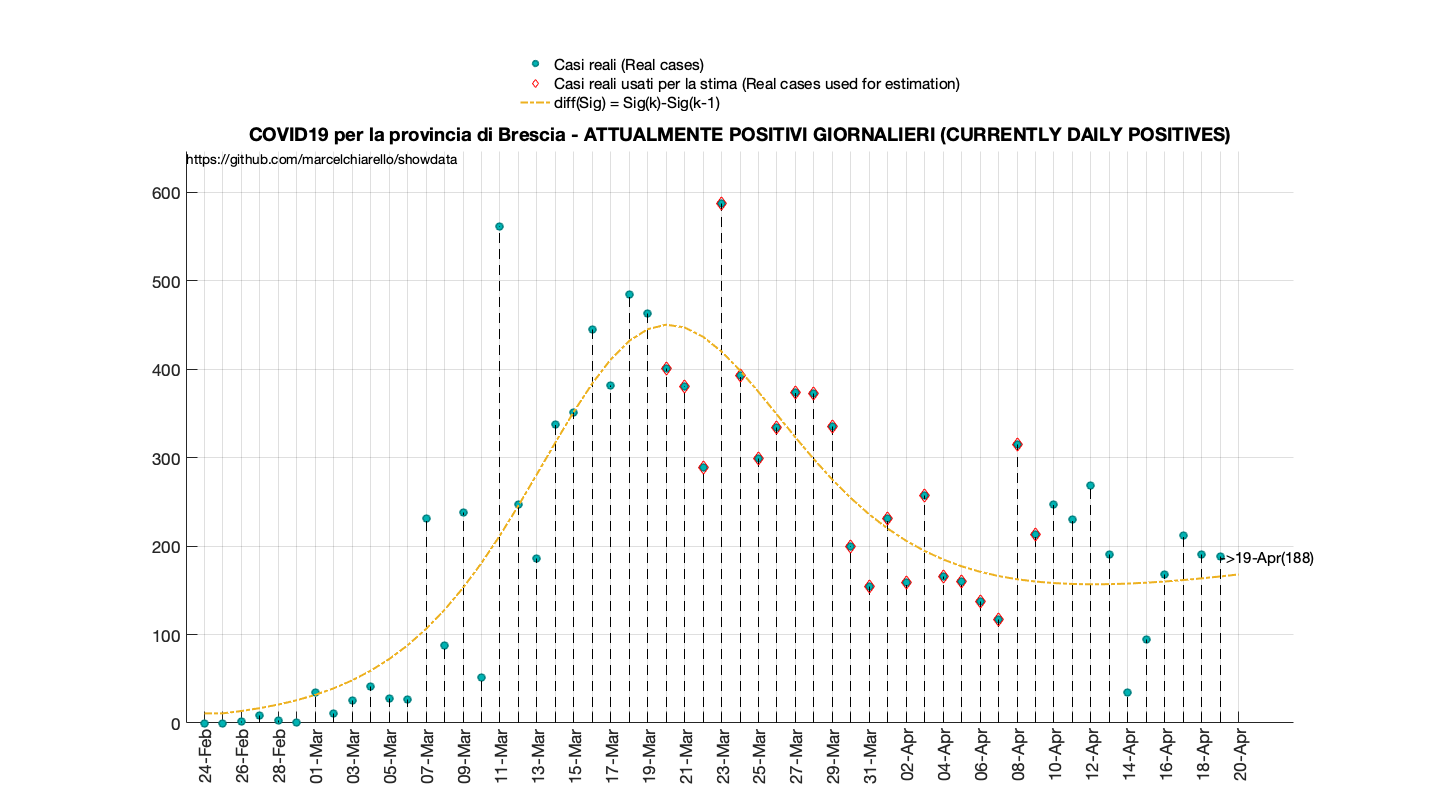 Casi reali (Real cases)
Casi reali usati per la stima (Real cases used for estimation)
diff(Sig) = Sig(k)-Sig(k-1)
COVID19 per la provincia di Brescia - ATTUALMENTE POSITIVI GIORNALIERI (CURRENTLY DAILY POSITIVES)
https://github.com/marcelchiarello/showdata
600
500
400
300
200
100
0
->19-Apr(188)
24-Feb
26-Feb
28-Feb
01-Mar
03-Mar
05-Mar
07-Mar
09-Mar
11-Mar
13-Mar
15-Mar
17-Mar
19-Mar
21-Mar
23-Mar
25-Mar
27-Mar
29-Mar
31-Mar
02-Apr
04-Apr
06-Apr
08-Apr
10-Apr
12-Apr
14-Apr
16-Apr
18-Apr
20-Apr